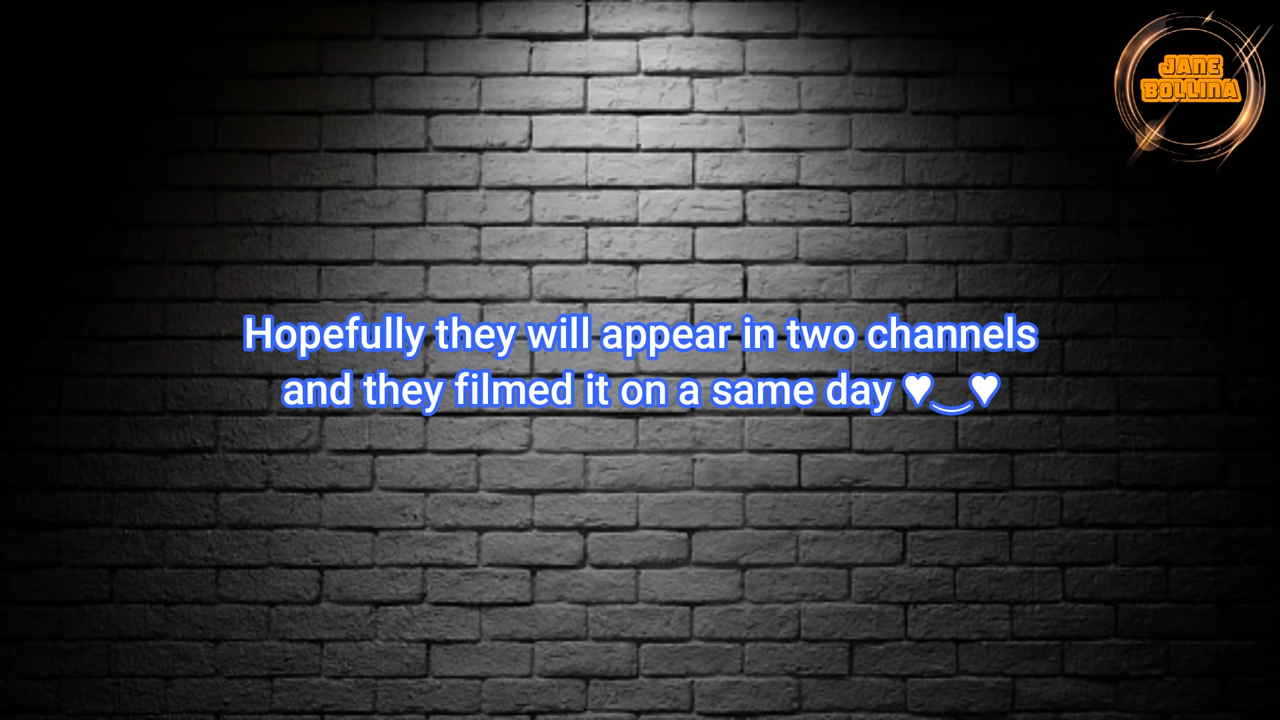 JANE
BOLLINA
Hopefully they will appear in two channels
and they filmed it on a same day ♥‿♥